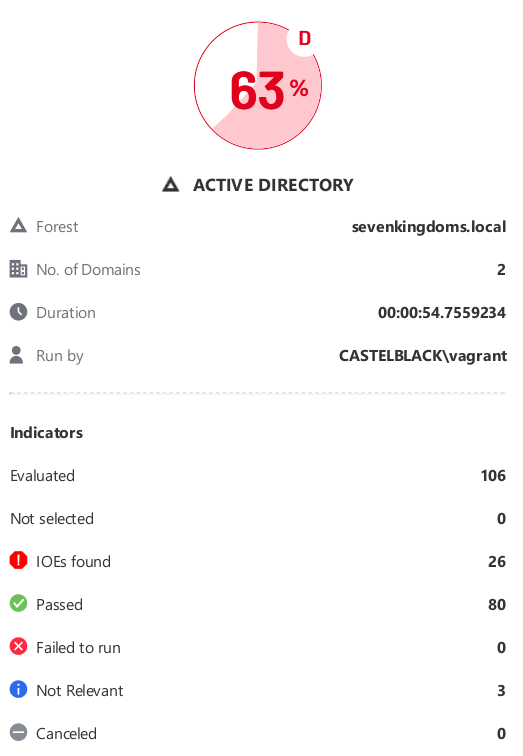 D
63 %
ACTIVE DIRECTORY
Forest sevenkingdoms.local
No. of Domains 2
Duration 00:00:54.7559234
Run by CASTELBLACK\vagrant
Indicators
Evaluated 106
Not selected 0
IOEs found 26
Passed 80
Failed to run 0
Not Relevant 3
Canceled 0